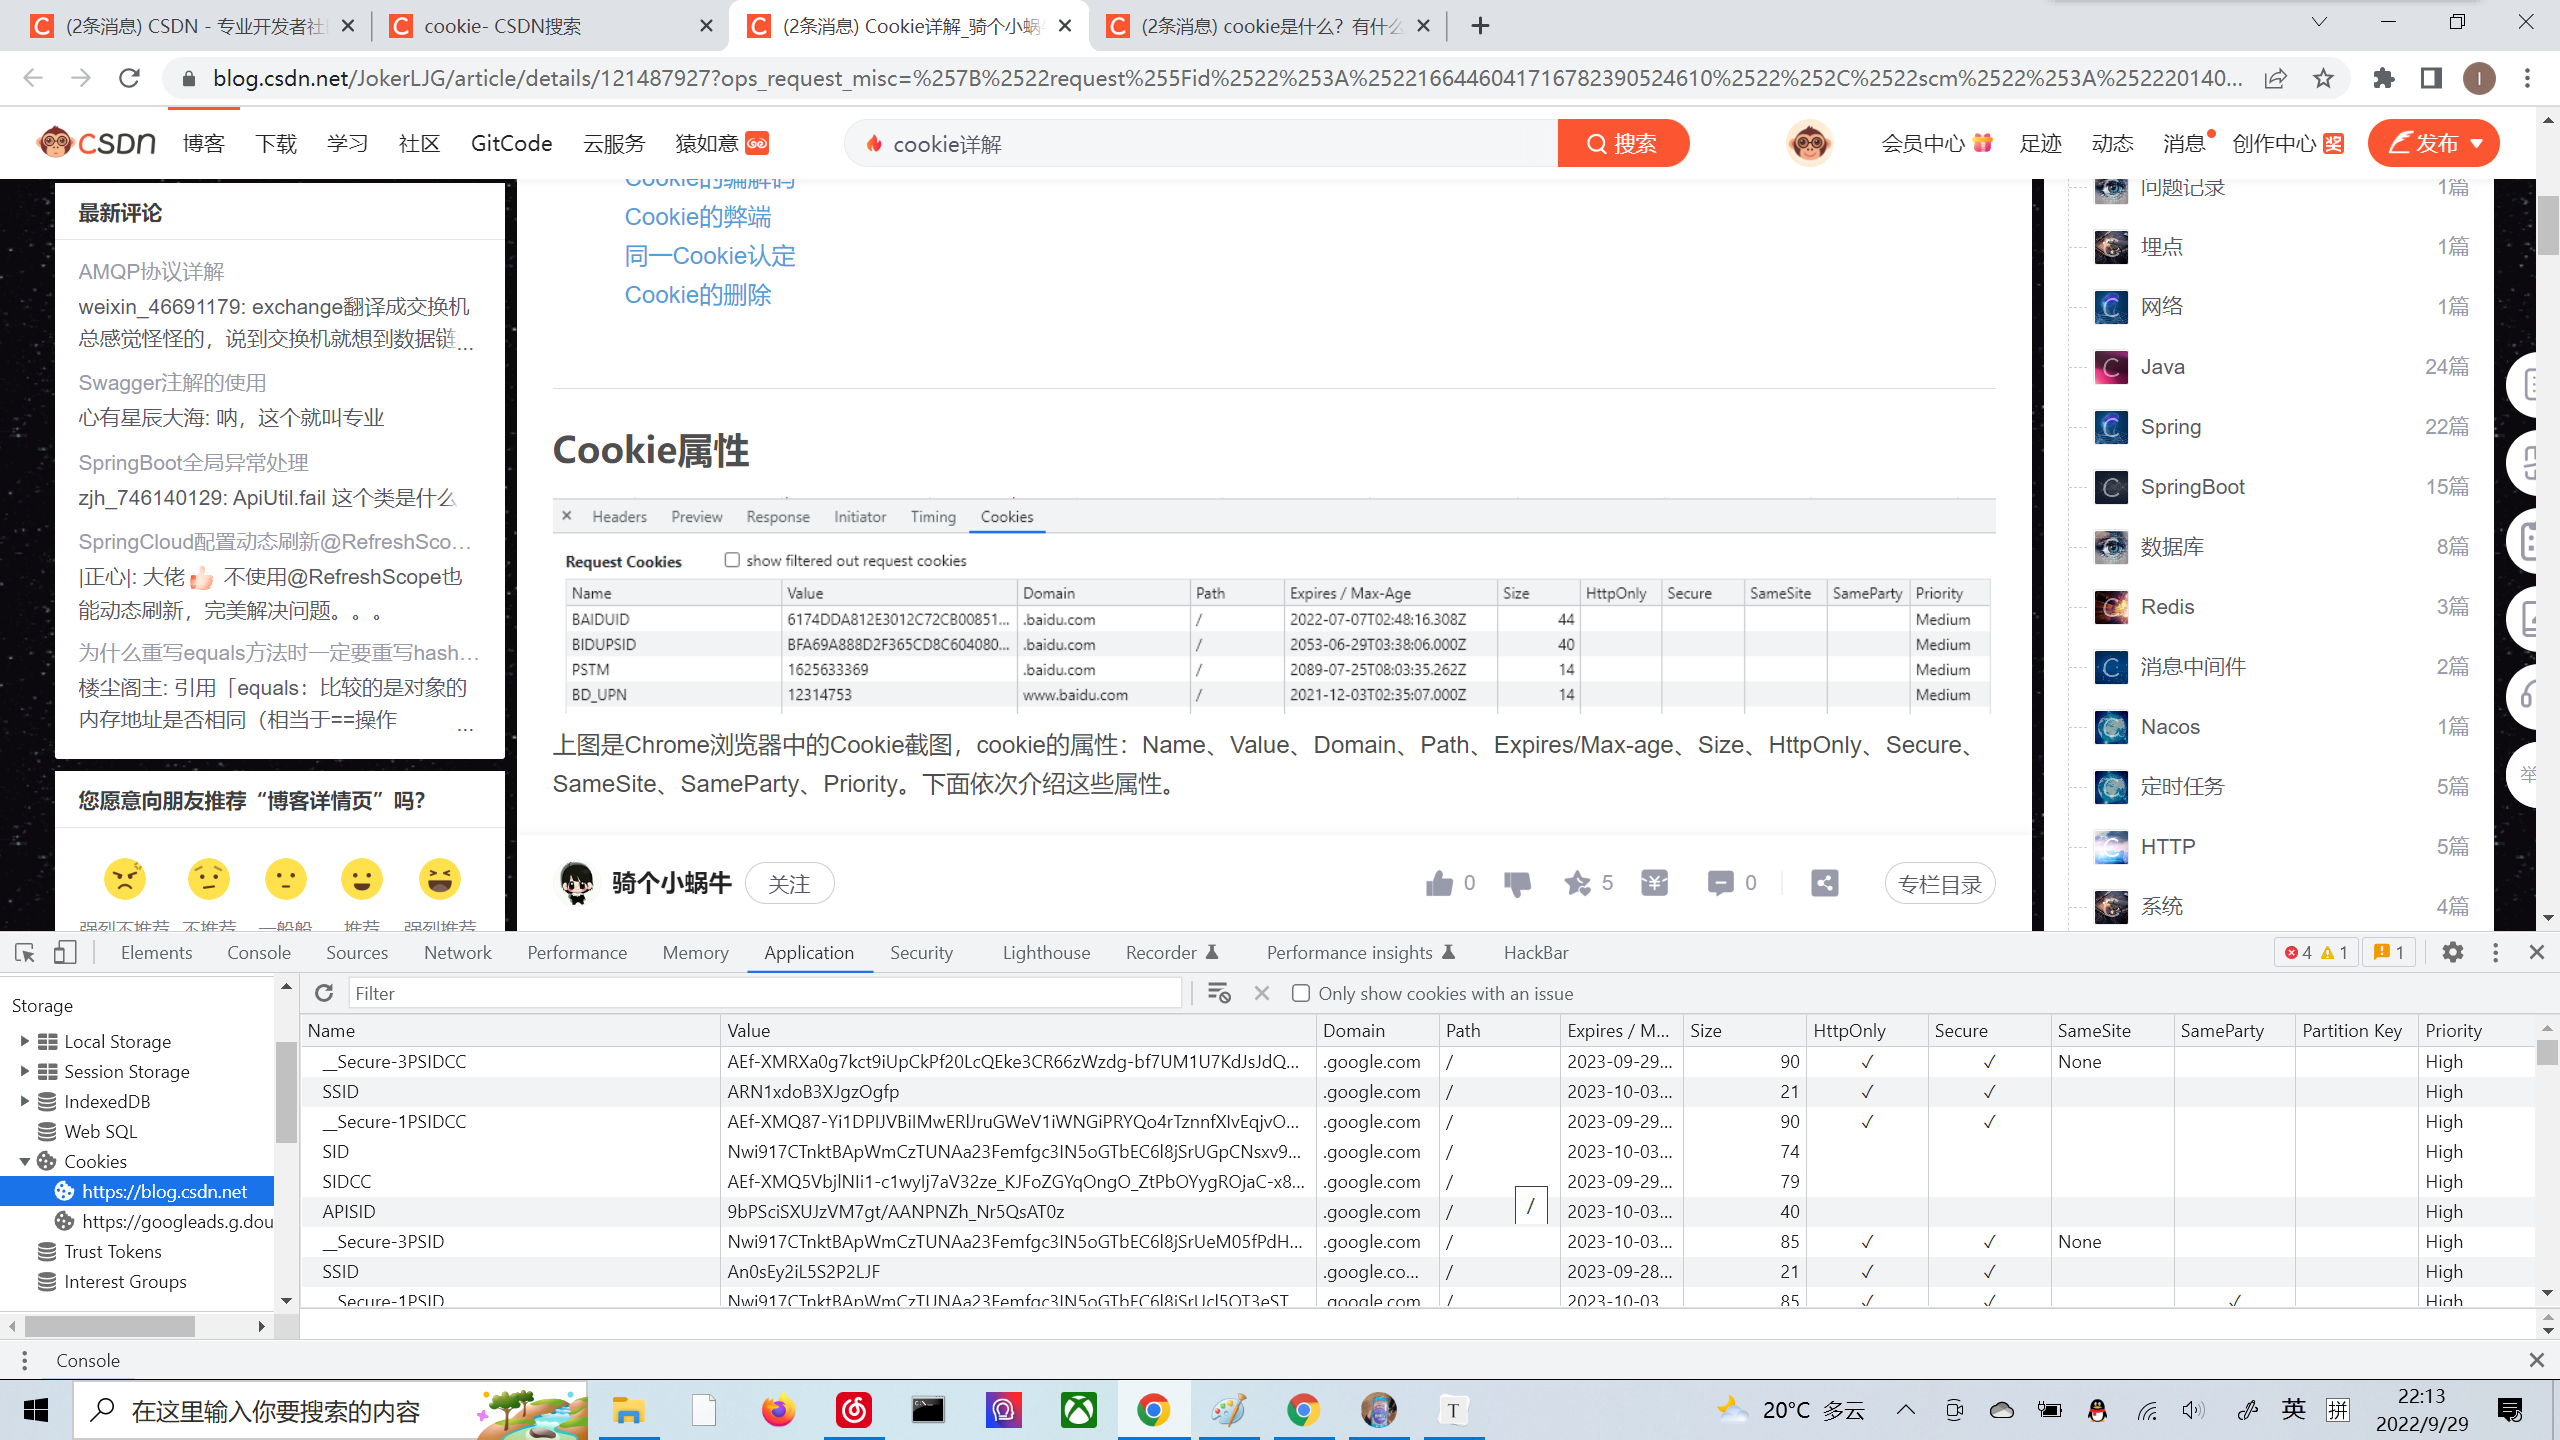 (2条消息) CSDN - 专业开发者社
cookie- CSDN搜索
(2条消息) Cookie详解_骑个小蜗牛
(2条消息) cookie是什么？有什么
blog.csdn.net/JokerLJG/article/details/121487927?ops_request_misc=%257B%2522request%255Fid%2522%253A%2522166446041716782390524610%2522%252C%2522scm%2522%253A%252220140...
I
CSDN 博客 下载 学习 社区 GitCode 云服务 猿如意
cookie详解
搜索
会员中心 足迹 动态 消息 创作中心 奖 发布
最新评论
AMQP协议详解
weixin_46691179: exchange翻译成交换机
总感觉怪怪的，说到交换机就想到数据链...
Swagger注解的使用
心有星辰大海: 呐，这个就叫专业
SpringBoot全局异常处理
zjh_746140129: ApiUtil.fail 这个类是什么
SpringCloud配置动态刷新@RefreshSco...
|正心|: 大佬👍 不使用@RefreshScope也
能动态刷新，完美解决问题。。。
为什么重写equals方法时一定要重写hash...
楼尘阁主: 引用「equals：比较的是对象的
内存地址是否相同（相当于==操作 ...
您愿意向朋友推荐“博客详情页”吗？
强烈不推荐 不推荐 一般般 推荐 强烈推荐
Cookie的编解码
Cookie的弊端
同一Cookie认定
Cookie的删除
Cookie属性
Headers Preview Response Initiator Timing Cookies
Request Cookies show filtered out request cookies
Name Value Domain Path Expires / Max-Age Size HttpOnly Secure SameSite SameParty Priority
BAIDUID 6174DDA812E3012C72CB00851... .baidu.com / 2022-07-07T02:48:16.308Z 44 Medium
BIDUPSID BFA69A888D2F365CD8C604080... .baidu.com / 2053-06-29T03:38:06.000Z 40 Medium
PSTM 1625633369 .baidu.com / 2089-07-25T08:03:35.262Z 14 Medium
BD_UPN 12314753 www.baidu.com / 2021-12-03T02:35:07.000Z 14 Medium
上图是Chrome浏览器中的Cookie截图，cookie的属性：Name、Value、Domain、Path、Expires/Max-age、Size、HttpOnly、Secure、
SameSite、SameParty、Priority。下面依次介绍这些属性。
骑个小蜗牛 关注 0 5 0 专栏目录
问题记录 1篇
埋点 1篇
网络 1篇
Java 24篇
Spring 22篇
SpringBoot 15篇
数据库 8篇
Redis 3篇
消息中间件 2篇
Nacos 1篇
定时任务 5篇
HTTP 5篇
系统 4篇
举
Elements Console Sources Network Performance Memory Application Security Lighthouse Recorder Performance insights HackBar 4 1 1
Storage
Local Storage
Session Storage
IndexedDB
Web SQL
Cookies
https://blog.csdn.net
https://googleads.g.dou
Trust Tokens
Interest Groups
Filter Only show cookies with an issue
Name Value Domain Path Expires / M... Size HttpOnly Secure SameSite SameParty Partition Key Priority
__Secure-3PSIDCC AEf-XMRXa0g7kct9iUpCkPf20LcQEke3CR66zWzdg-bf7UM1U7KdJsJdQ... .google.com / 2023-09-29... 90 ✓ ✓ None High
SSID ARN1xdoB3XJgzOgfp .google.com / 2023-10-03... 21 ✓ ✓ High
__Secure-1PSIDCC AEf-XMQ87-Yi1DPIJVBiIMwERlJruGWeV1iWNGiPRYQo4rTznnfXIvEqjvO... .google.com / 2023-09-29... 90 ✓ ✓ High
SID Nwi917CTnktBApWmCzTUNAa23Femfgc3IN5oGTbEC6l8jSrUGpCNsxv9... .google.com / 2023-10-03... 74 High
SIDCC AEf-XMQ5VbjlNIi1-c1wyIj7aV32ze_KJFoZGYqOngO_ZtPbOYygROjaC-x8... .google.com / 2023-09-29... 79 High
APISID 9bPSciSXUJzVM7gt/AANPNZh_Nr5QsAT0z .google.com / 2023-10-03... 40 High
/
__Secure-3PSID Nwi917CTnktBApWmCzTUNAa23Femfgc3IN5oGTbEC6l8jSrUeM05fPdH... .google.com / 2023-10-03... 85 ✓ ✓ None High
SSID An0sEy2iL5S2P2LJF .google.co... / 2023-09-28... 21 ✓ ✓ High
__Secure-1PSID Nwi917CTnktBApWmCzTUNAa23Femfgc3IN5oGTbEC6l8jSrUcl5OT3eST .google.com / 2023-10-03 85 ✓ ✓ ✓ High
Console
在这里输入你要搜索的内容
T
20°C 多云
英 拼
22:13
2022/9/29